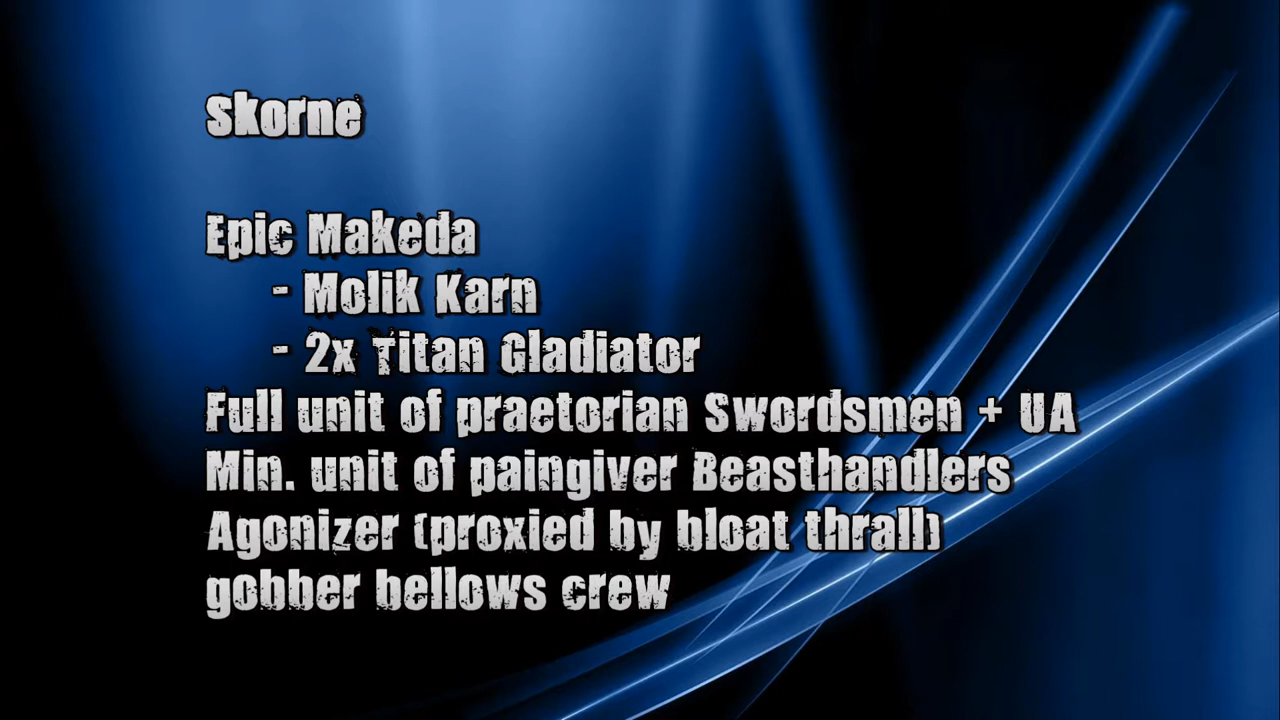 Skorne
Epic Makeda
- Molik Karn
- 2x Titan Gladiator
Full unit of praetorian Swordsmen + UA
Min. unit of paingiver Beasthandlers
Agonizer (proxied by bloat thrall)
gobber bellows crew